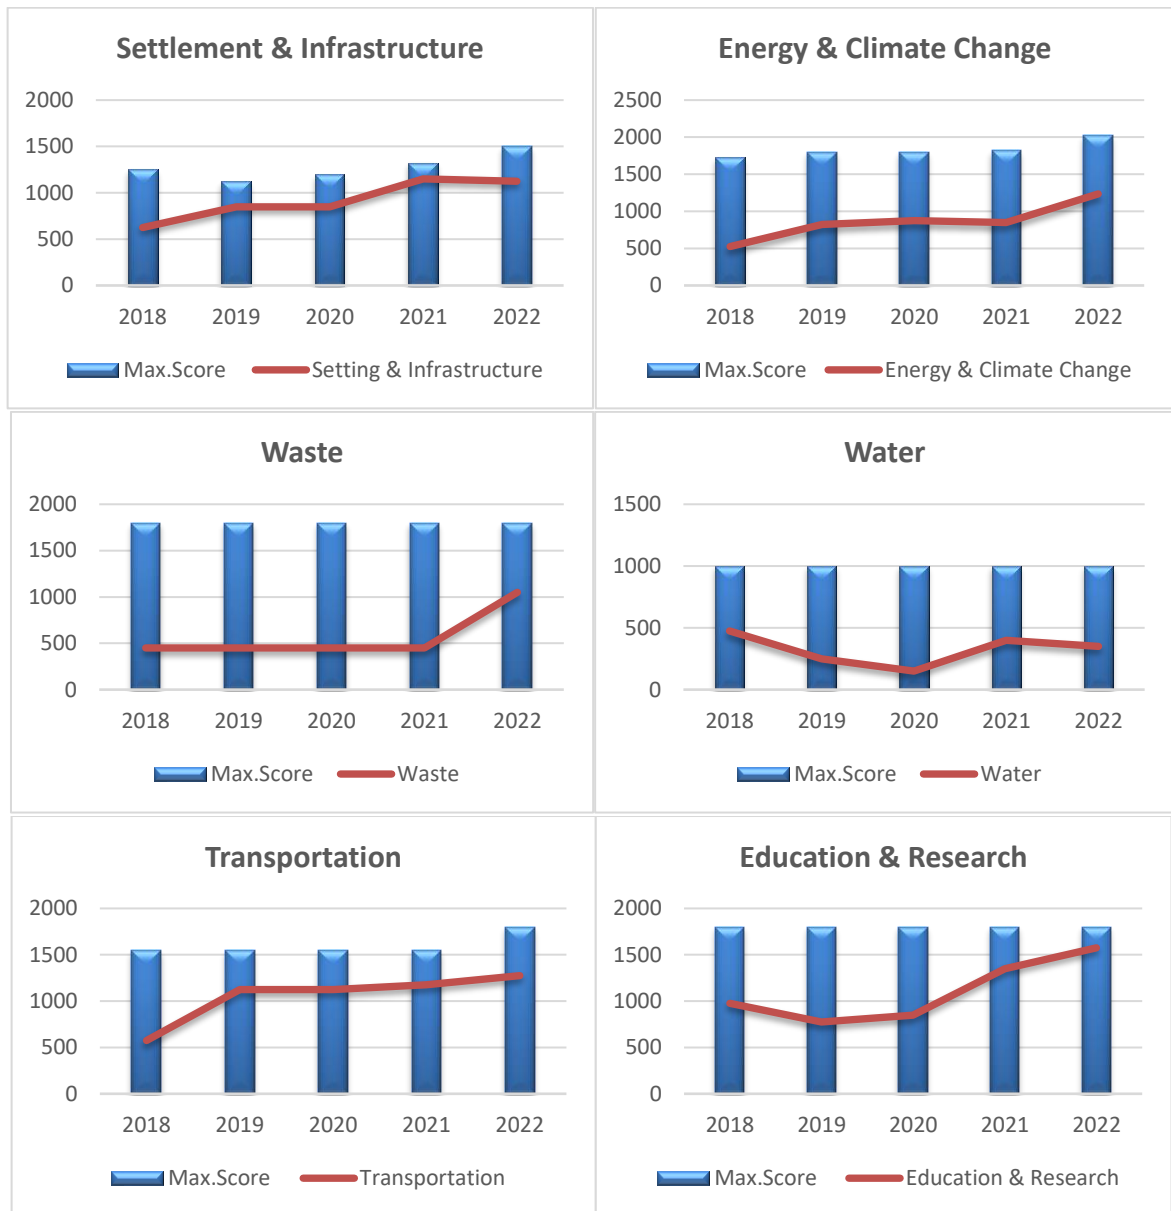 Settlement & Infrastructure
2000
1500
1000
500
0
2018 2019 2020 2021 2022
Max.Score Setting & Infrastructure
Energy & Climate Change
2500
2000
1500
1000
500
0
2018 2019 2020 2021 2022
Max.Score Energy & Climate Change
Waste
2000
1500
1000
500
0
2018 2019 2020 2021 2022
Max.Score Waste
Water
1500
1000
500
0
2018 2019 2020 2021 2022
Max.Score Water
Transportation
2000
1500
1000
500
0
2018 2019 2020 2021 2022
Max.Score Transportation
Education & Research
2000
1500
1000
500
0
2018 2019 2020 2021 2022
Max.Score Education & Research